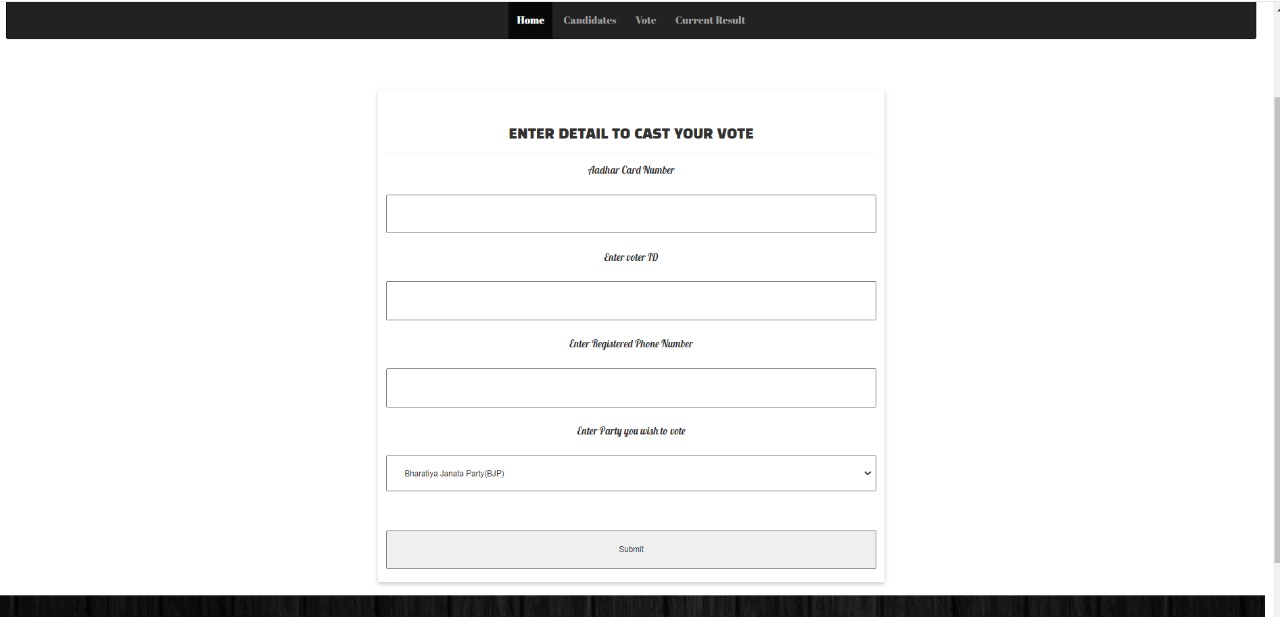 Home Candidates Vote Current Result
ENTER DETAIL TO CAST YOUR VOTE
Aadhar Card Number
Enter voter ID
Enter Registered Phone Number
Enter Party you wish to vote
Bharatiya Janata Party(BJP)
Submit